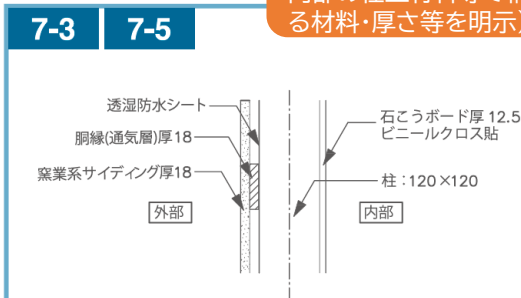 る材料・厚さ等を明示)
7-3 7-5
透湿防水シート
胴縁(通気層)厚18
窯業系サイディング厚18
外部
石こうボード厚 12.5
ビニールクロス貼
柱:120×120
内部